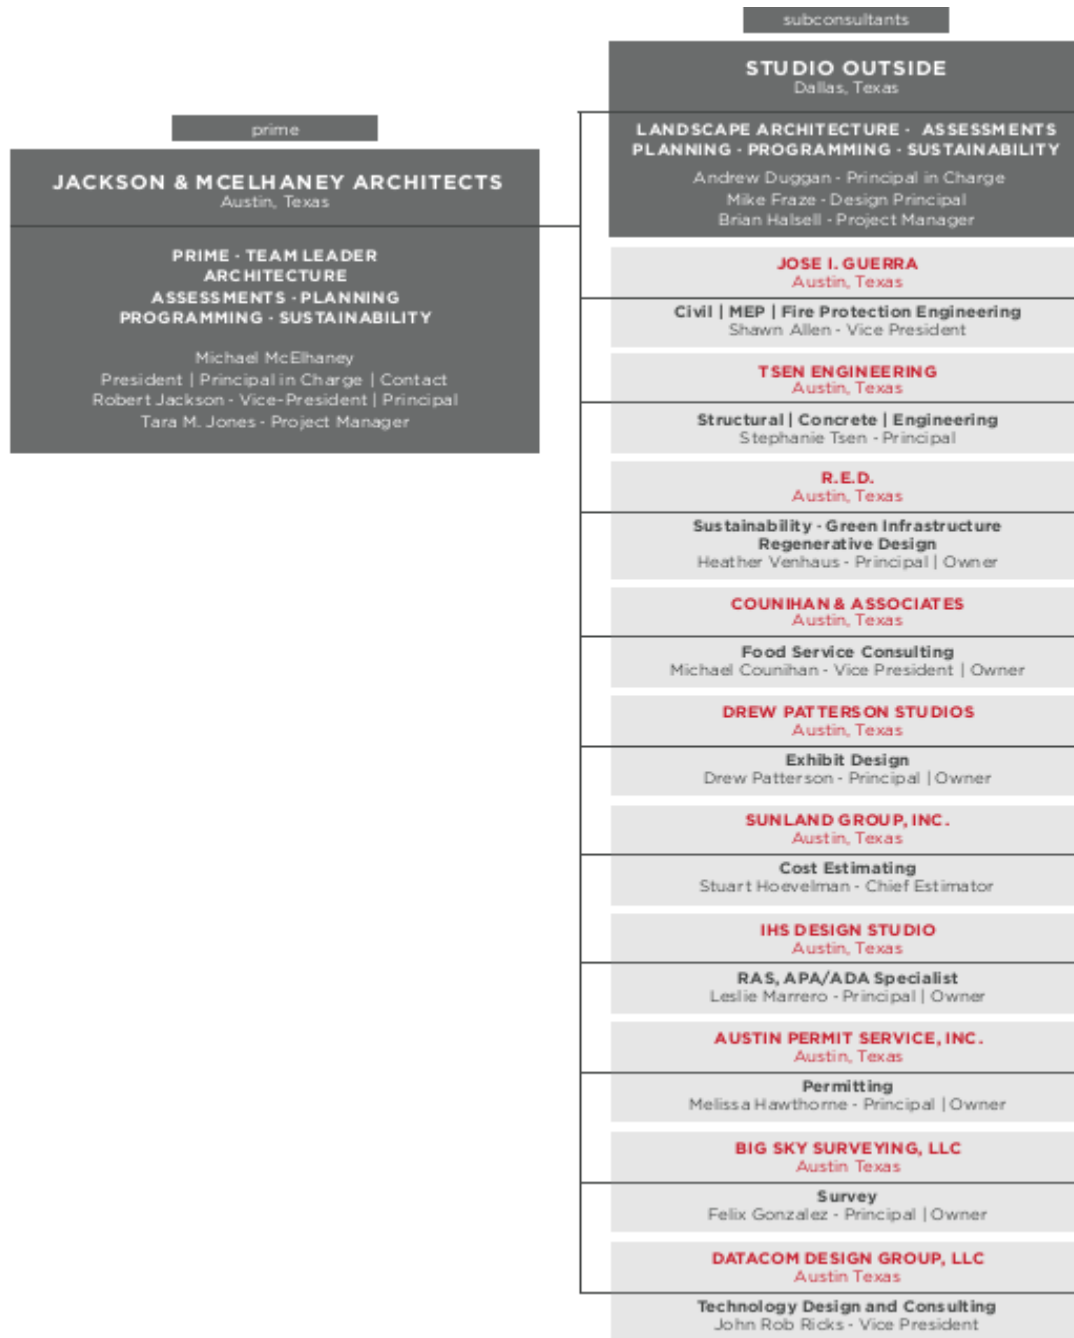 prime
JACKSON & MCELHANEY ARCHITECTS
Austin, Texas
PRIME · TEAM LEADER
ARCHITECTURE
ASSESSMENTS · PLANNING
PROGRAMMING · SUSTAINABILITY
Michael McElhaney
President | Principal in Charge | Contact
Robert Jackson - Vice-President | Principal
Tara M. Jones - Project Manager
subconsultants
STUDIO OUTSIDE
Dallas, Texas
LANDSCAPE ARCHITECTURE · ASSESSMENTS
PLANNING · PROGRAMMING · SUSTAINABILITY
Andrew Duggan - Principal in Charge
Mike Fraze - Design Principal
Brian Halsell - Project Manager
JOSE I. GUERRA
Austin, Texas
Civil | MEP | Fire Protection Engineering
Shawn Allen - Vice President
TSEN ENGINEERING
Austin, Texas
Structural | Concrete | Engineering
Stephanie Tsen - Principal
R.E.D.
Austin, Texas
Sustainability · Green Infrastructure
Regenerative Design
Heather Venhaus - Principal | Owner
COUNIHAN & ASSOCIATES
Austin, Texas
Food Service Consulting
Michael Counihan - Vice President | Owner
DREW PATTERSON STUDIOS
Austin, Texas
Exhibit Design
Drew Patterson - Principal | Owner
SUNLAND GROUP, INC.
Austin, Texas
Cost Estimating
Stuart Hoevelman - Chief Estimator
IHS DESIGN STUDIO
Austin, Texas
RAS, APA/ADA Specialist
Leslie Marrero - Principal | Owner
AUSTIN PERMIT SERVICE, INC.
Austin, Texas
Permitting
Melissa Hawthorne - Principal | Owner
BIG SKY SURVEYING, LLC
Austin Texas
Survey
Felix Gonzalez - Principal | Owner
DATACOM DESIGN GROUP, LLC
Austin Texas
Technology Design and Consulting
John Rob Ricks - Vice President